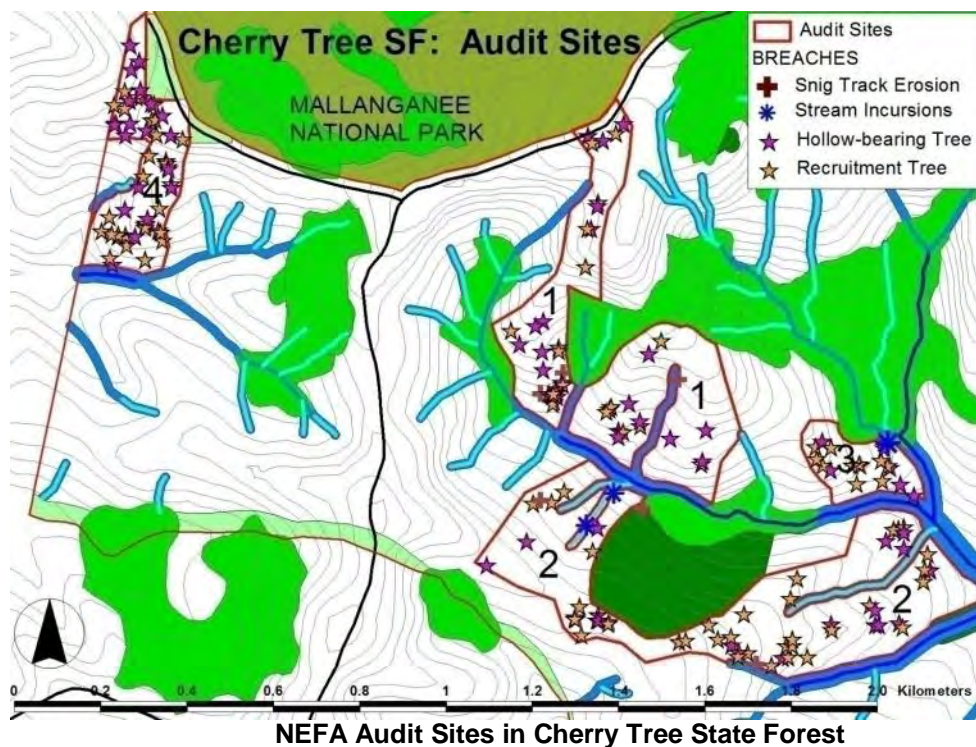 Cherry Tree SF: Audit Sites
MALLANGANEE
NATIONAL PARK
Audit Sites
BREACHES
Snig Track Erosion
Stream Incursions
Hollow-bearing Tree
Recruitment Tree
4
1
1
3
2
2
0 0.2 0.4 0.6 0.8 1.0 1.2 1.4 1.6 1.8 2.0 Kilometers
NEFA Audit Sites in Cherry Tree State Forest